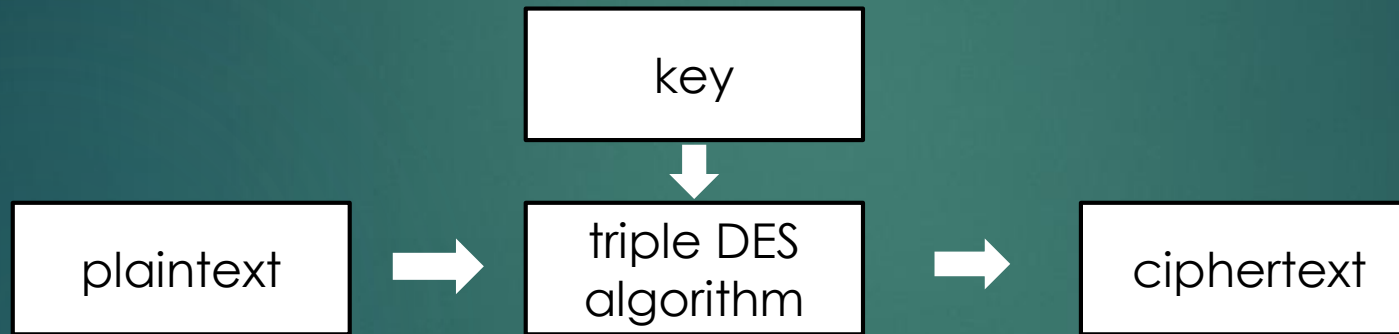 key
plaintext
triple DES
algorithm
ciphertext